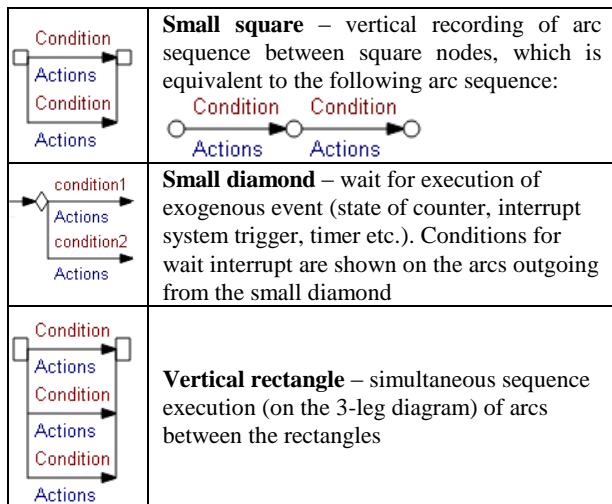 Condition
Actions
Condition
Actions
Small square – vertical recording of arc
sequence between square nodes, which is
equivalent to the following arc sequence:
Condition Condition
Actions Actions
condition1
Actions
condition2
Actions
Small diamond – wait for execution of
exogenous event (state of counter, interrupt
system trigger, timer etc.). Conditions for
wait interrupt are shown on the arcs outgoing
from the small diamond
Condition
Actions
Condition
Actions
Condition
Actions
Vertical rectangle – simultaneous sequence
execution (on the 3-leg diagram) of arcs
between the rectangles